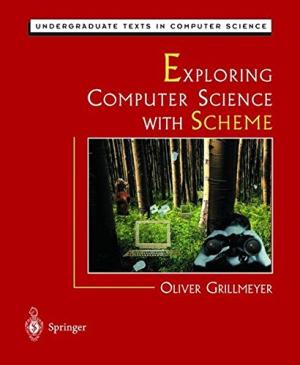 UNDERGRADUATE TEXTS IN COMPUTER SCIENCE
EXPLORING
COMPUTER SCIENCE
WITH SCHEME
OLIVER GRILLMEYER
Springer